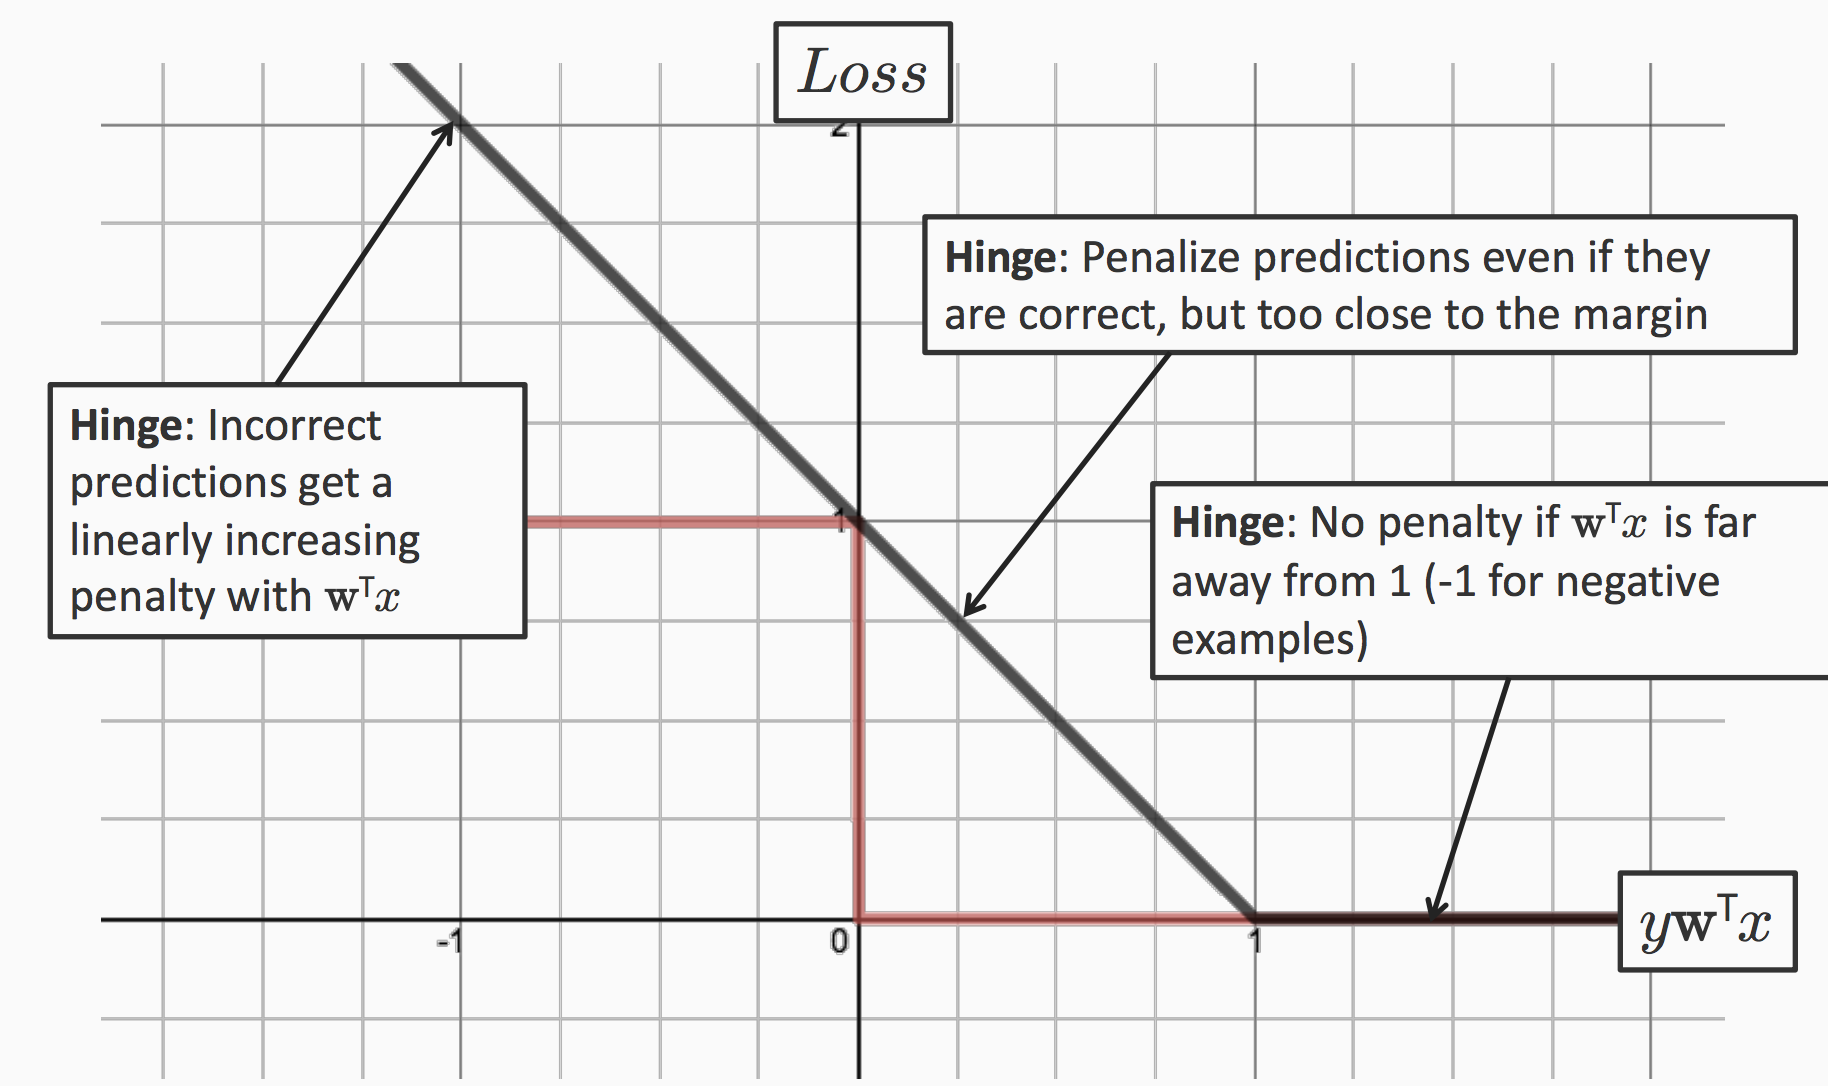 Loss
2
Hinge: Penalize predictions even if they
are correct, but too close to the margin
Hinge: Incorrect
predictions get a
linearly increasing
penalty with wᵀx
1
Hinge: No penalty if wᵀx is far
away from 1 (-1 for negative
examples)
-1
0
1
ywᵀx